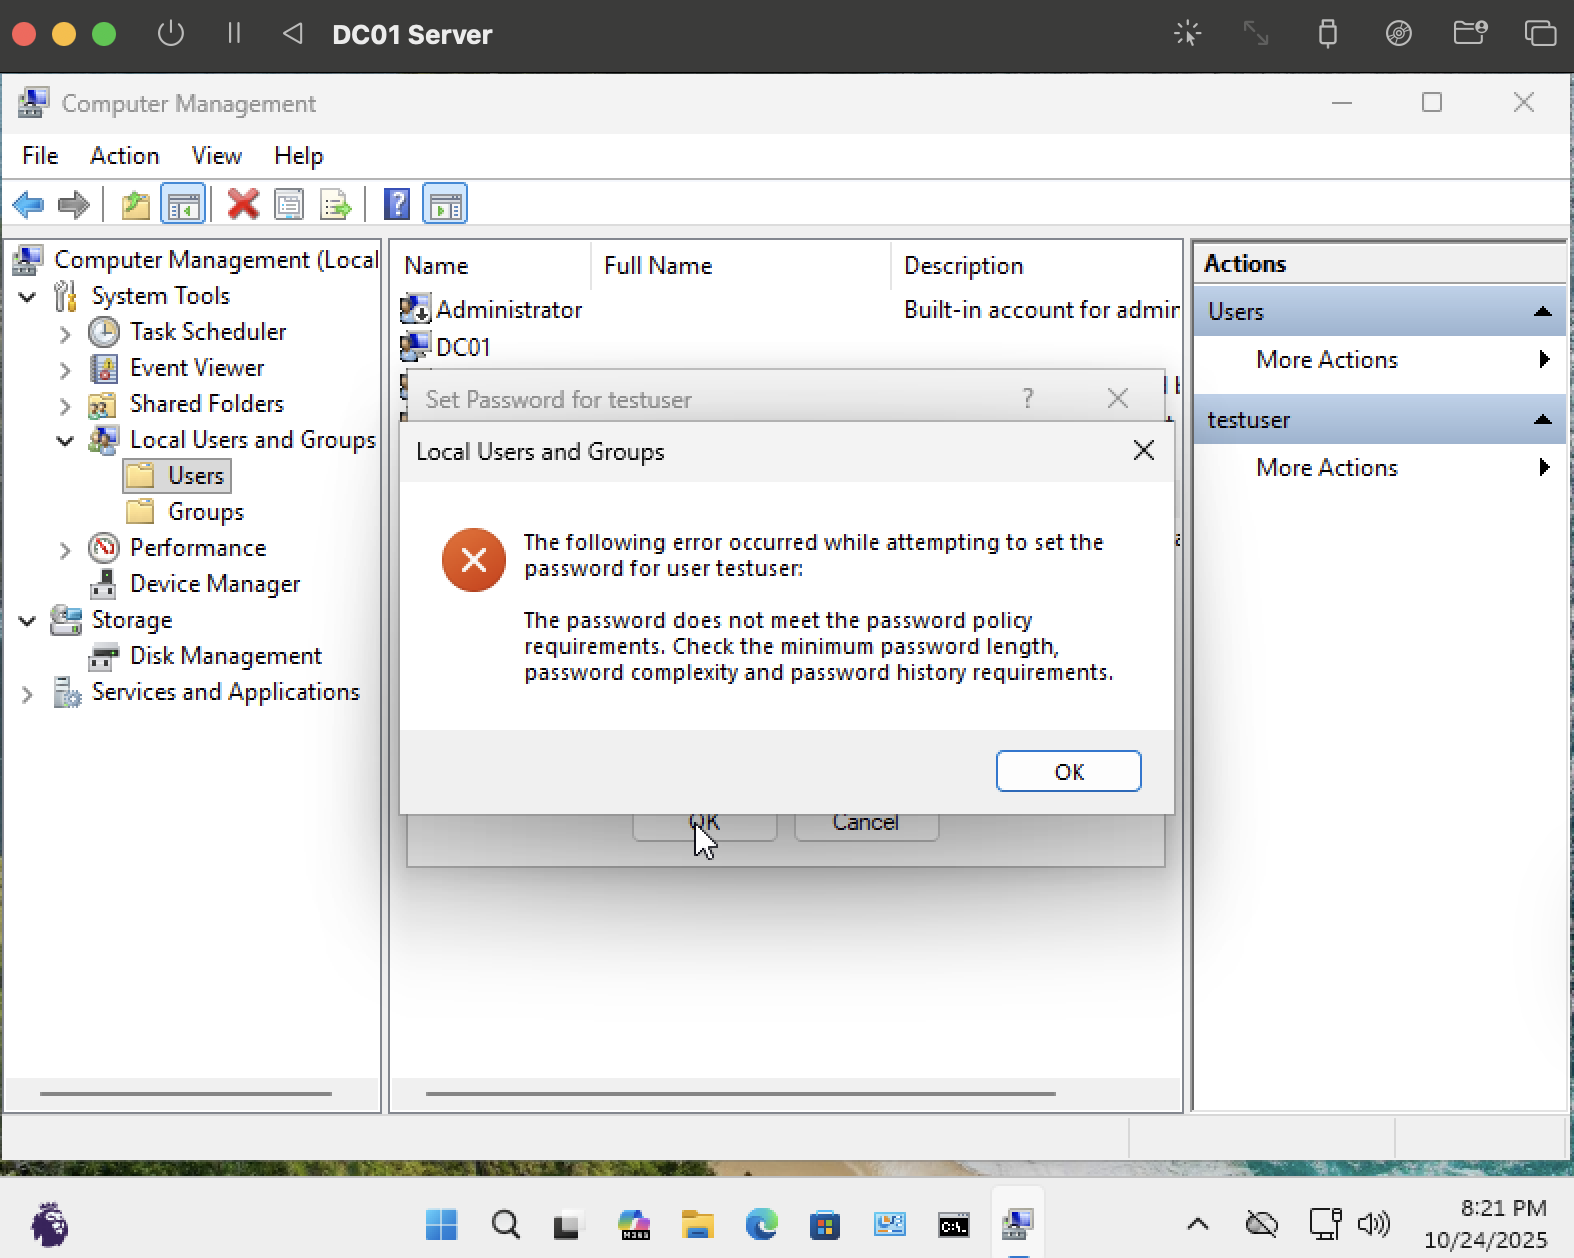 DC01 Server
Computer Management
File Action View Help
Computer Management (Local
System Tools
Task Scheduler
Event Viewer
Shared Folders
Local Users and Groups
Users
Groups
Performance
Device Manager
Storage
Disk Management
Services and Applications
Name Full Name Description
Administrator Built-in account for admin
DC01
Set Password for testuser
Local Users and Groups
The following error occurred while attempting to set the
password for user testuser:
The password does not meet the password policy
requirements. Check the minimum password length,
password complexity and password history requirements.
OK
OK Cancel
Actions
Users
More Actions
testuser
More Actions
8:21 PM
10/24/2025